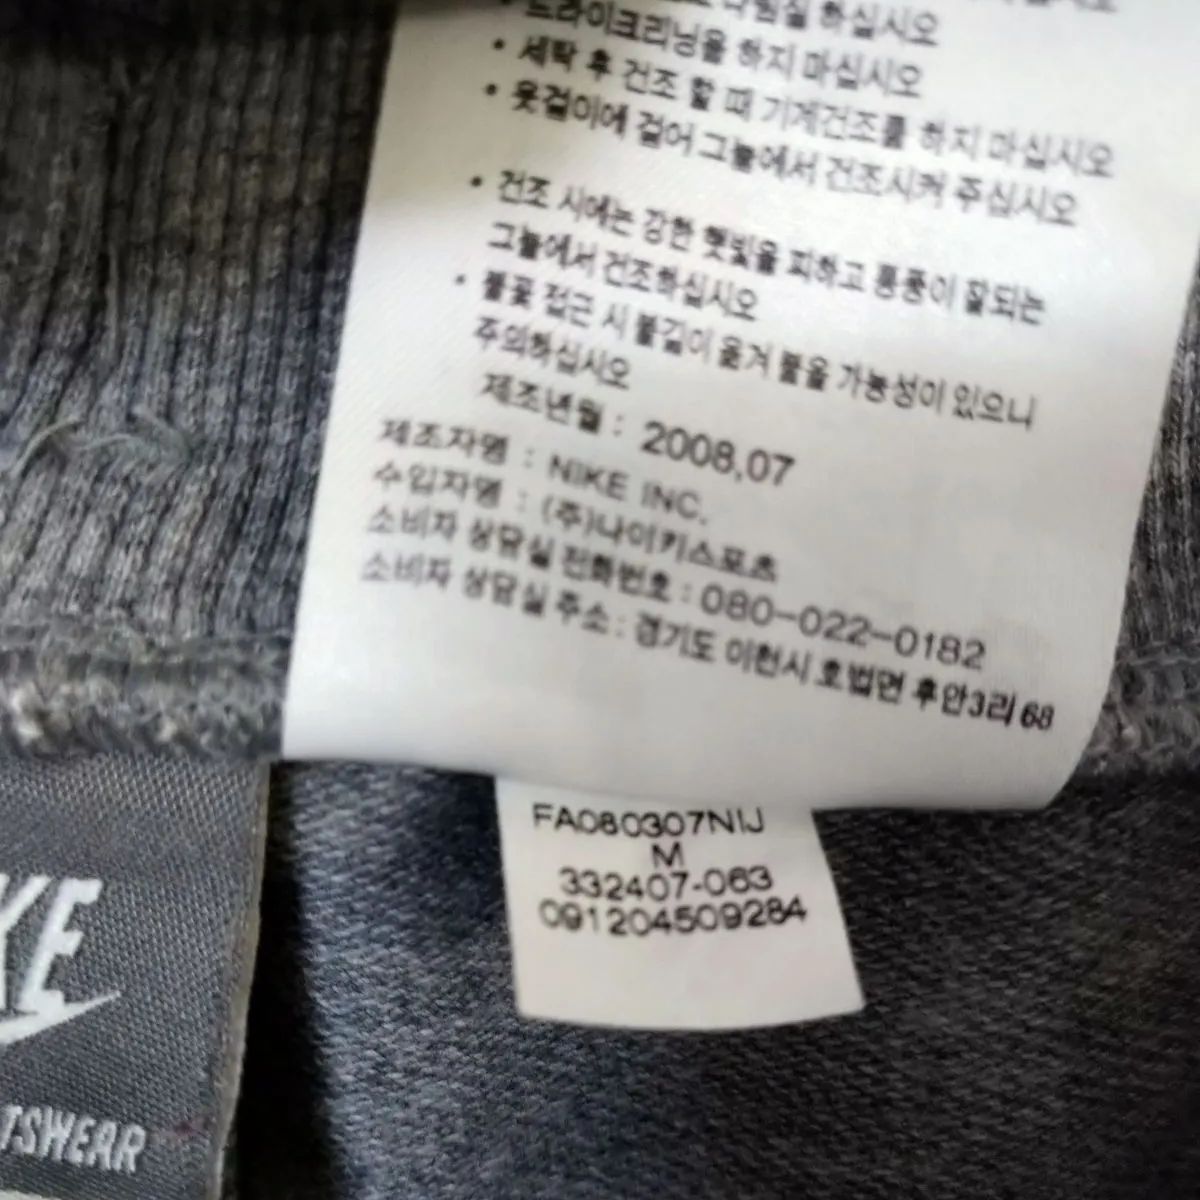 하십시오
드라이크리닝을 하지 마십시오
• 세탁 후 건조 할 때 기계건조를 하지 마십시오
• 옷걸이에 걸어 그늘에서 건조시켜 주십시오
• 건조 시에는 강한 햇빛을 피하고 통풍이 잘되는
그늘에서 건조하십시오
• 불꽃 접근 시 불길이 옮겨 붙을 가능성이 있으니
주의하십시오
제조년월 : 2008,07
제조자명 : NIKE INC.
수입자명 : (주)나이키스포츠
소비자 상담실 전화번호 : 080-022-0182
소비자 상담실 주소 : 경기도 이천시 호법면 후안3리 68
FA080307NIJ
M
332407-063
091204509284
KE
TSWEAR